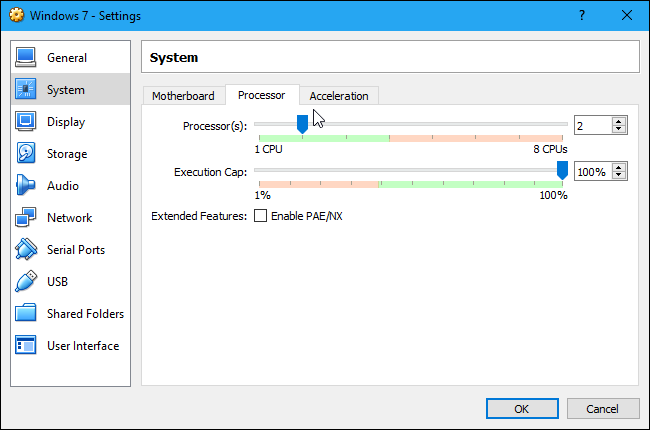 Windows 7 - Settings
?
General
System
Display
Storage
Audio
Network
Serial Ports
USB
Shared Folders
User Interface
System
Motherboard Processor Acceleration
Processor(s): 2
1 CPU 8 CPUs
Execution Cap: 100%
1% 100%
Extended Features: Enable PAE/NX
OK Cancel